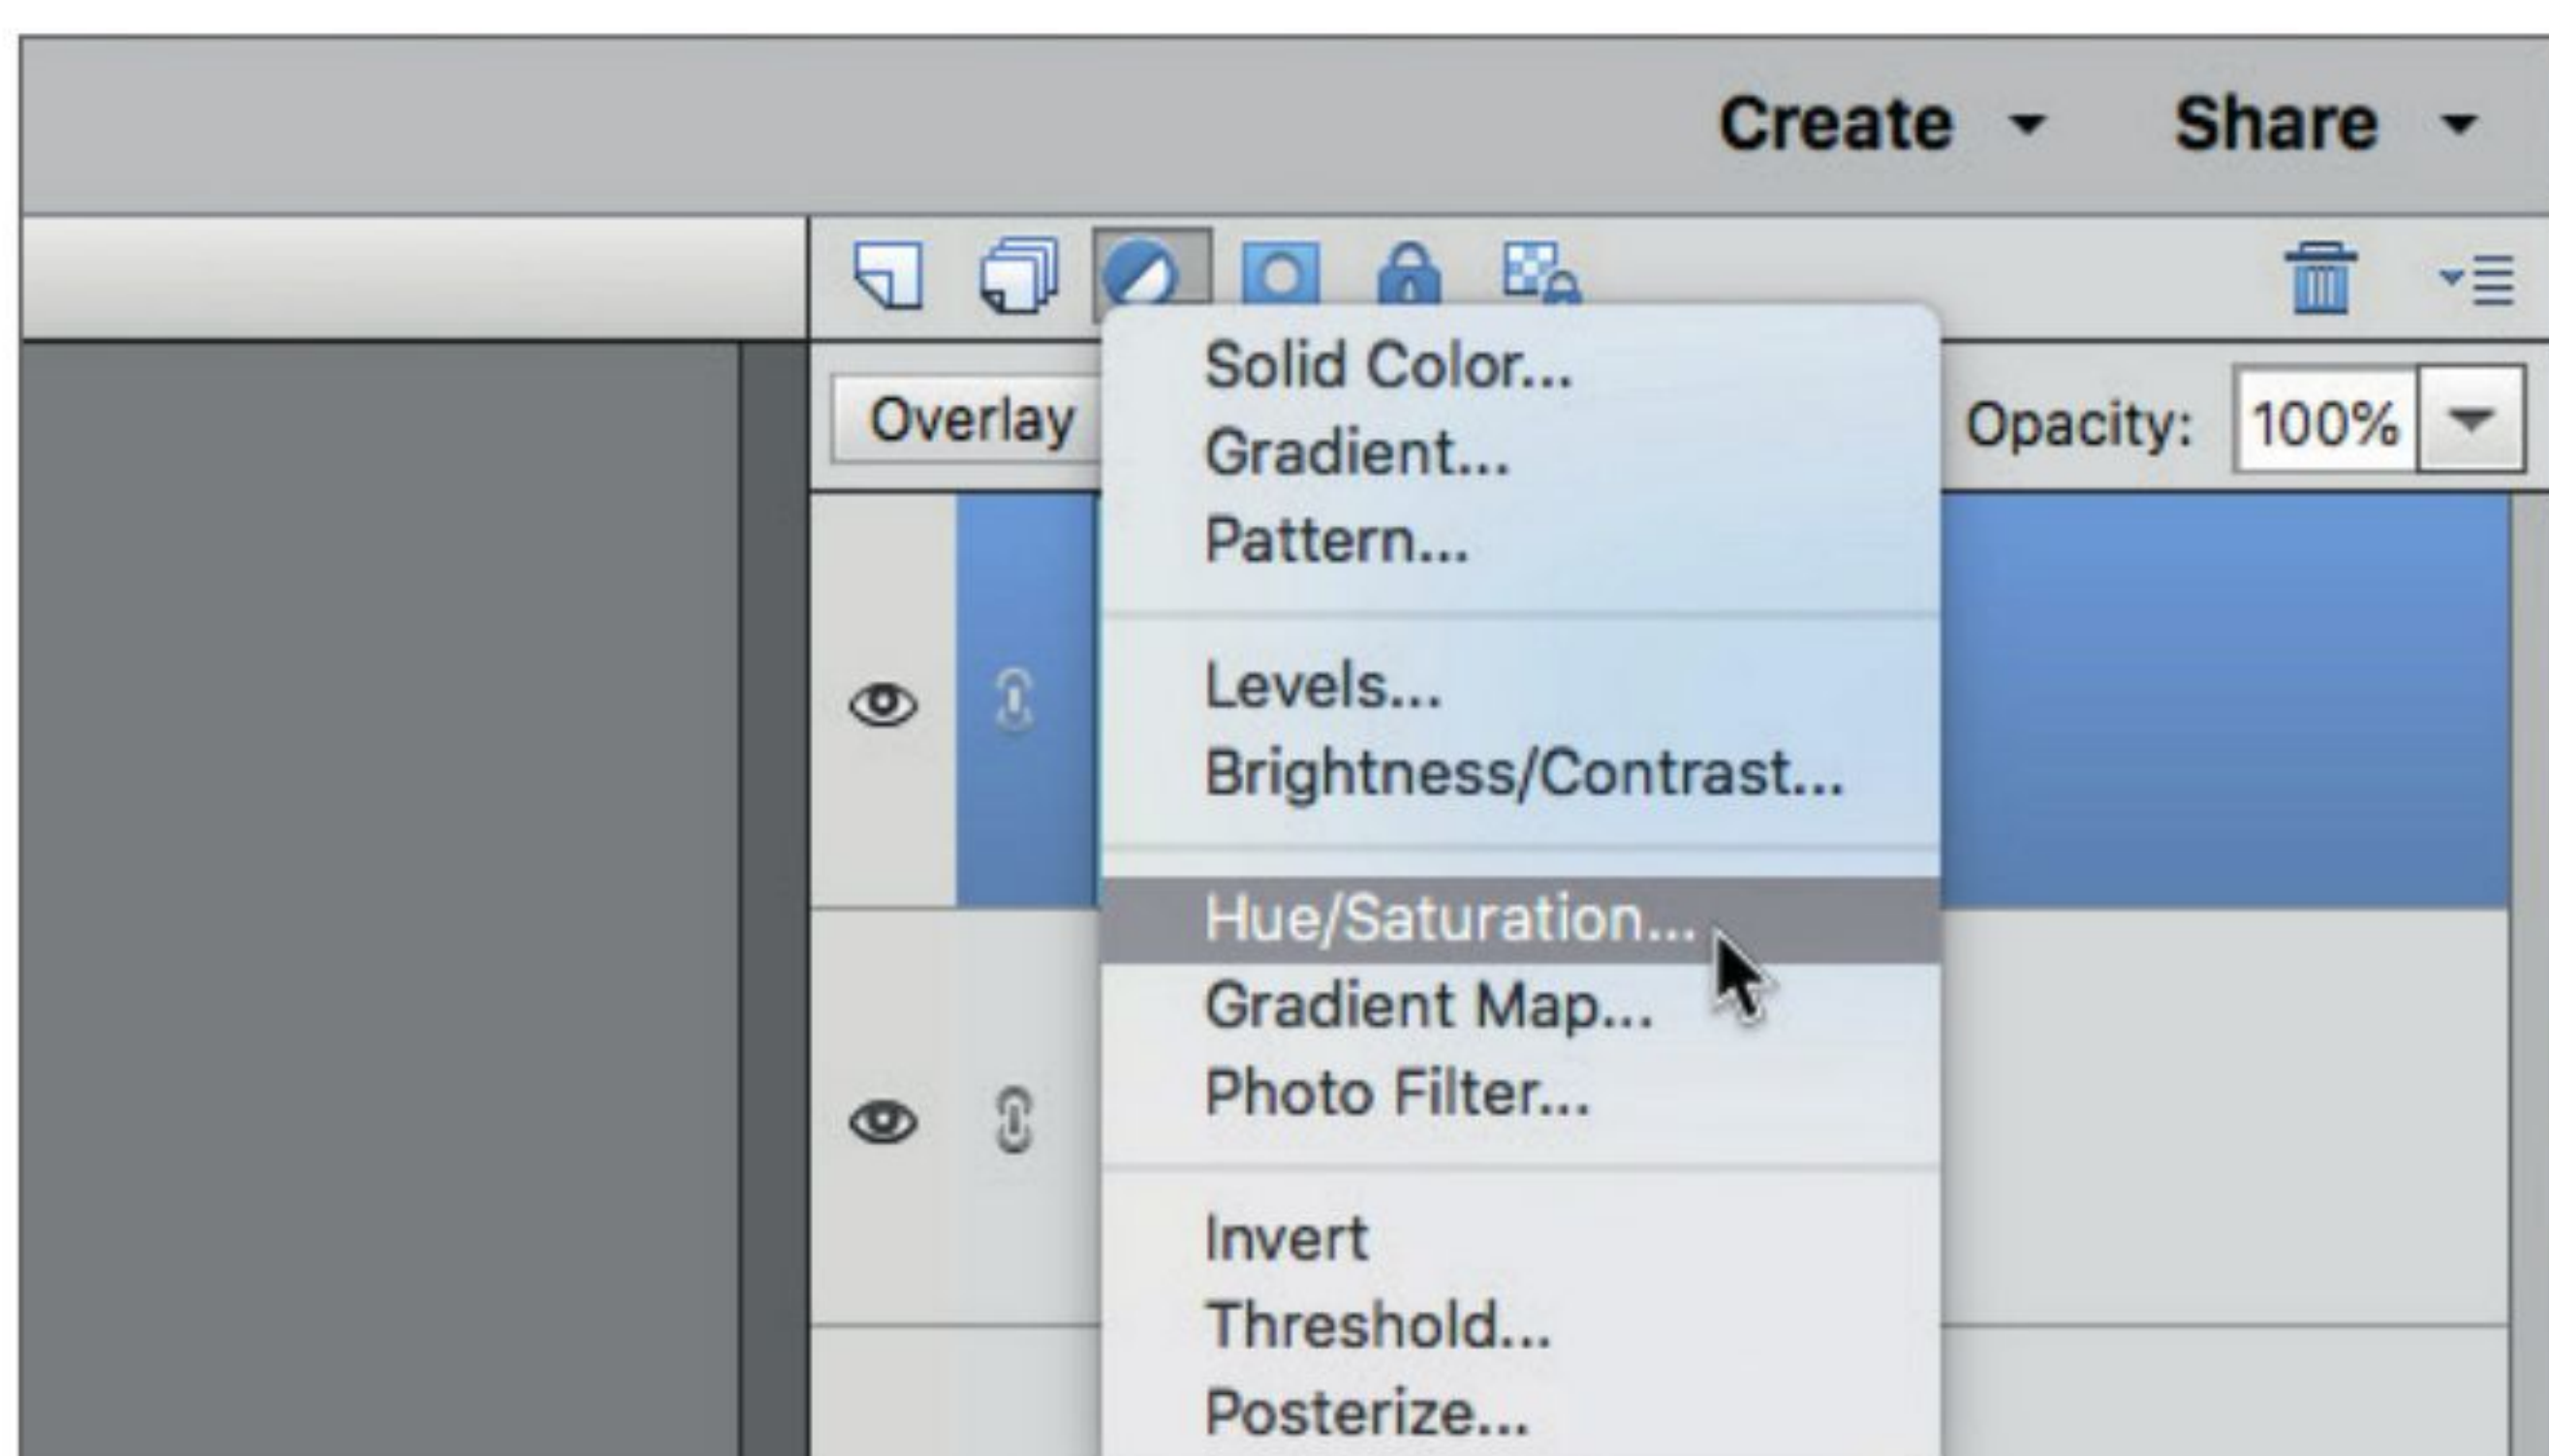 Create
Share
Overlay
Opacity: 100%
Solid Color...
Gradient...
Pattern...
Levels...
Brightness/Contrast...
Hue/Saturation...
Gradient Map...
Photo Filter...
Invert
Threshold...
Posterize...